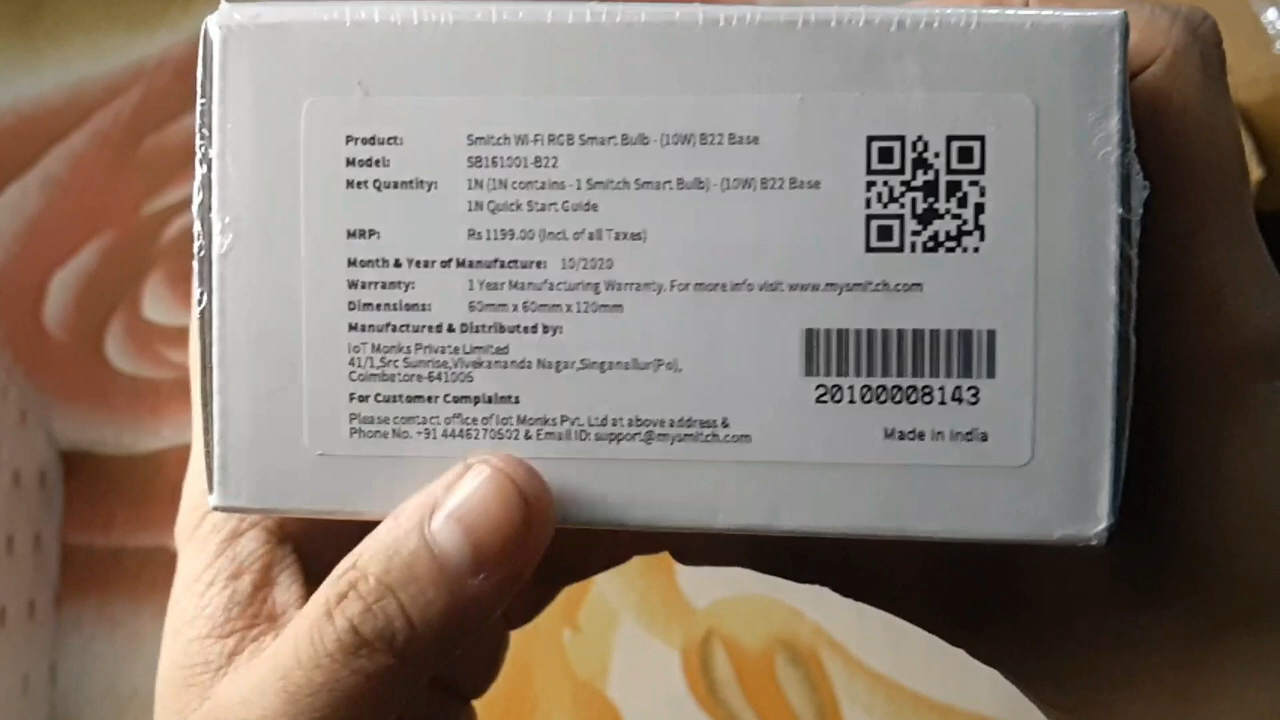 Product: Smitch Wi-Fi RGB Smart Bulb - (10W) B22 Base
Model: SB161001-B22
Net Quantity: 1N (1N contains - 1 Smitch Smart Bulb) - (10W) B22 Base
1N Quick Start Guide
MRP: Rs 1199.00 (Incl. of all Taxes)
Month & Year of Manufacture: 10/2020
Warranty: 1 Year Manufacturing Warranty. For more info visit www.mysmitch.com
Dimensions: 60mm x 60mm x 120mm
Manufactured & Distributed by:
IoT Monks Private Limited
41/1,Src Sunrise,Vivekananda Nagar,Singanallur(Po),
Coimbatore-641005
For Customer Complaints
Please contact office of Iot Monks Pvt. Ltd at above address &
Phone No. +91 4446270502 & Email ID: support@mysmitch.com
20100008143
Made in India